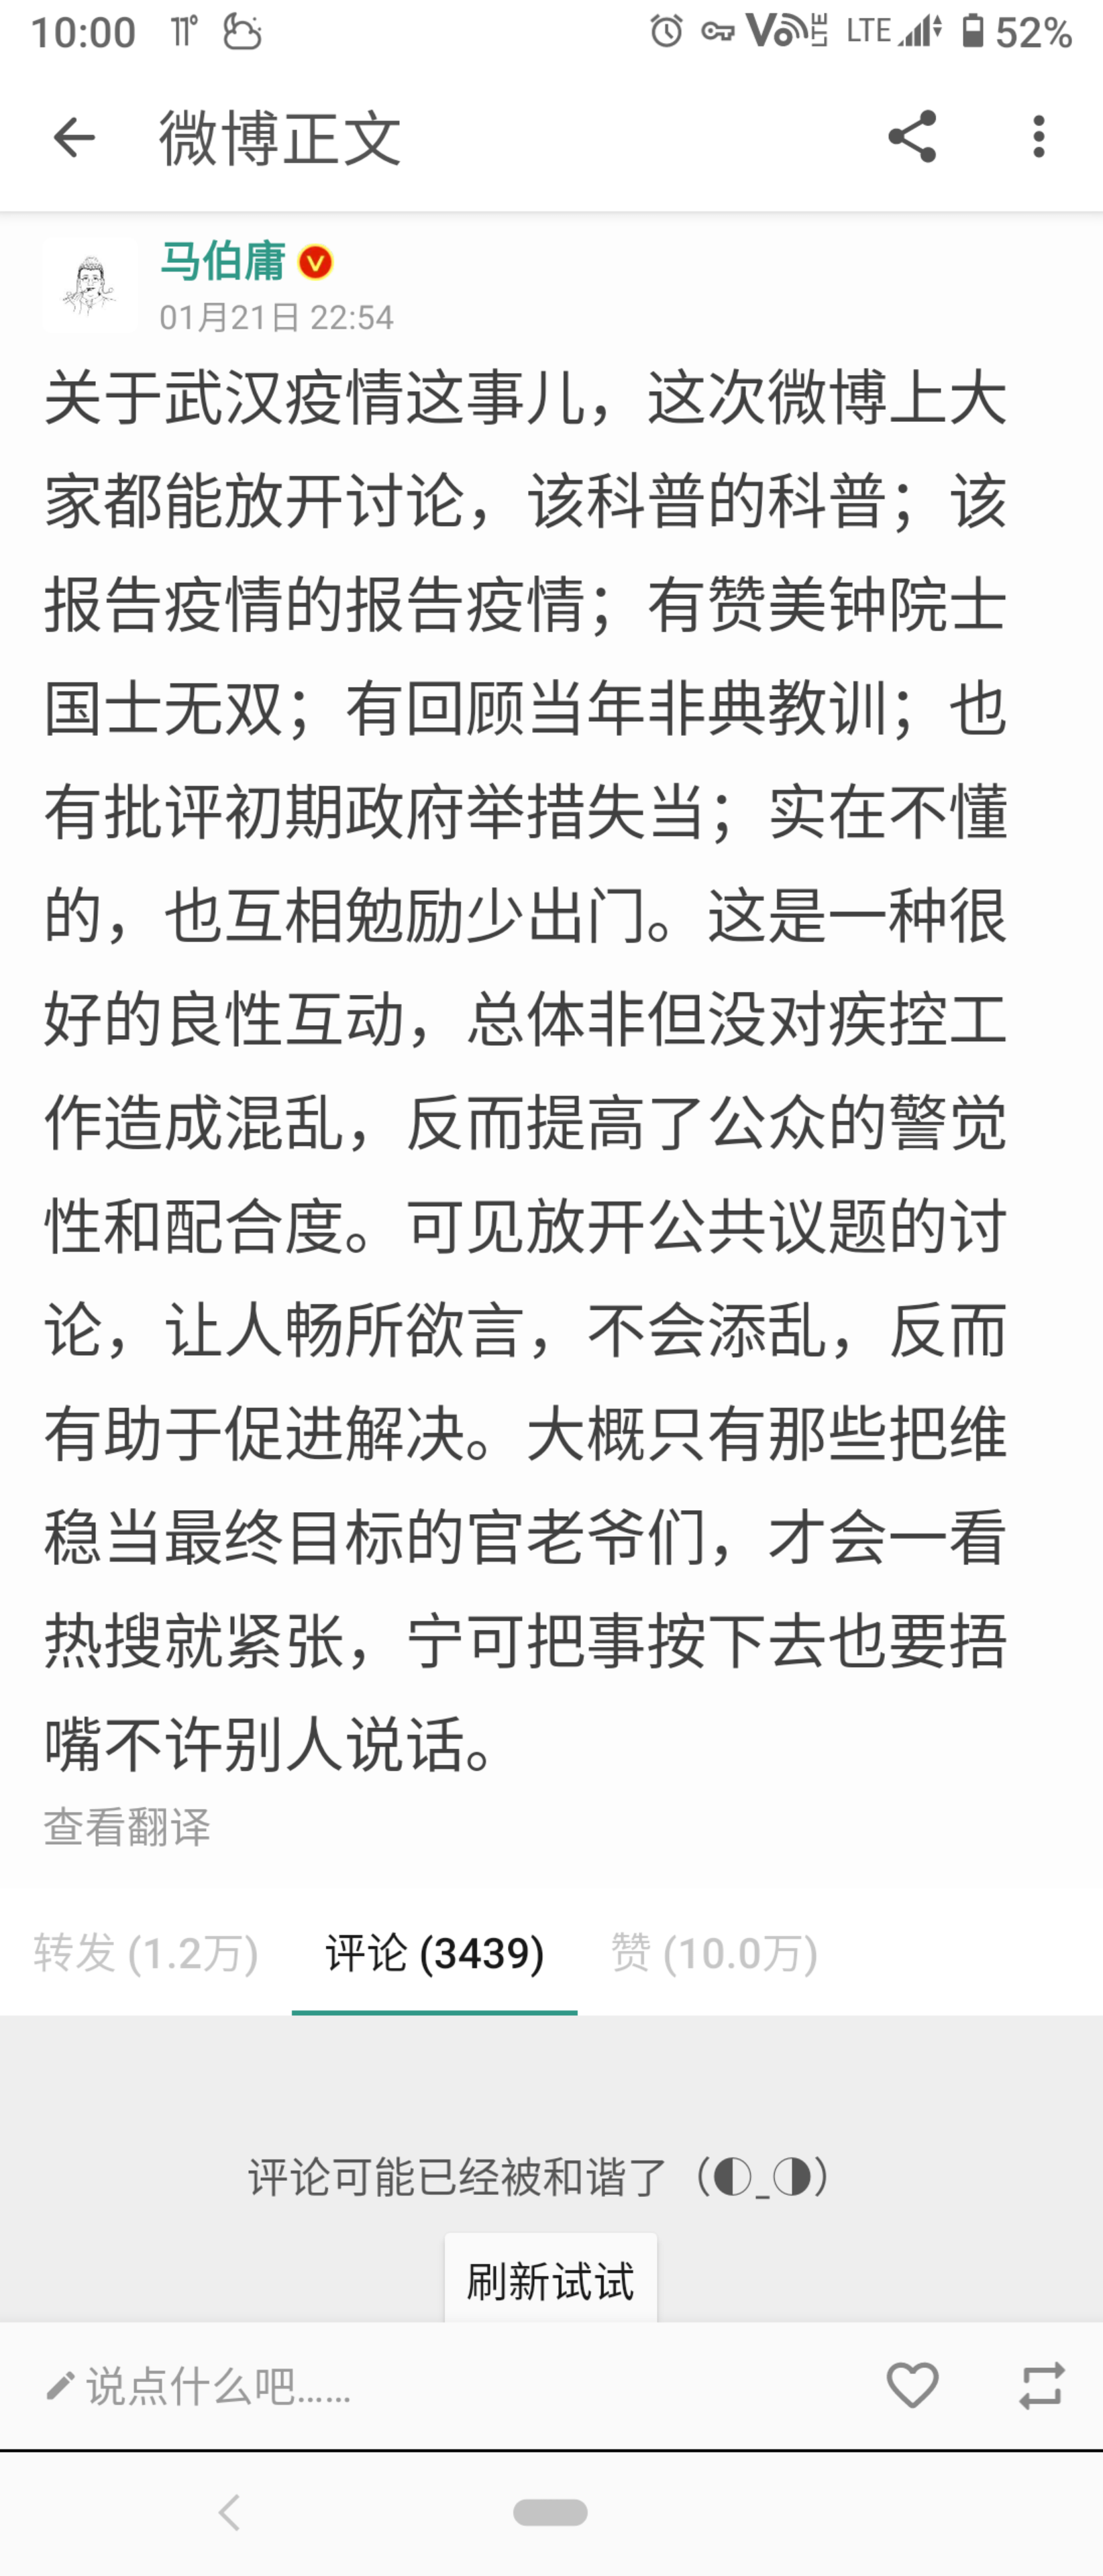 10:00 11° VoLTE LTE 52%
微博正文
马伯庸
01月21日 22:54
关于武汉疫情这事儿，这次微博上大
家都能放开讨论，该科普的科普；该
报告疫情的报告疫情；有赞美钟院士
国士无双；有回顾当年非典教训；也
有批评初期政府举措失当；实在不懂
的，也互相勉励少出门。这是一种很
好的良性互动，总体非但没对疾控工
作造成混乱，反而提高了公众的警觉
性和配合度。可见放开公共议题的讨
论，让人畅所欲言，不会添乱，反而
有助于促进解决。大概只有那些把维
稳当最终目标的官老爷们，才会一看
热搜就紧张，宁可把事按下去也要捂
嘴不许别人说话。
查看翻译
转发 (1.2万) 评论 (3439) 赞 (10.0万)
评论可能已经被和谐了（◐_◑）
刷新试试
说点什么吧......